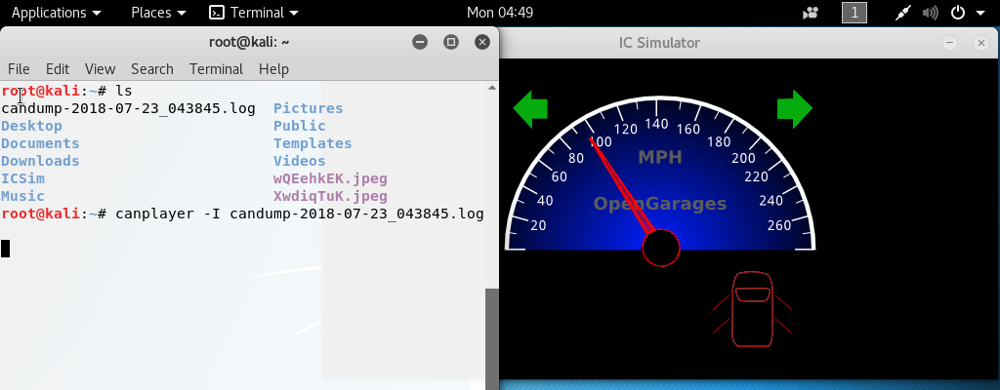 Applications Places Terminal Mon 04:49 1
root@kali: ~
File Edit View Search Terminal Help
root@kali:~# ls
candump-2018-07-23_043845.log Pictures
Desktop Public
Documents Templates
Downloads Videos
ICSim wQEehkEK.jpeg
Music XwdiqTuK.jpeg
root@kali:~# canplayer -I candump-2018-07-23_043845.log
IC Simulator
20 40 60 80 100 120 140 160 180 200 220 240 260
MPH
OpenGarages